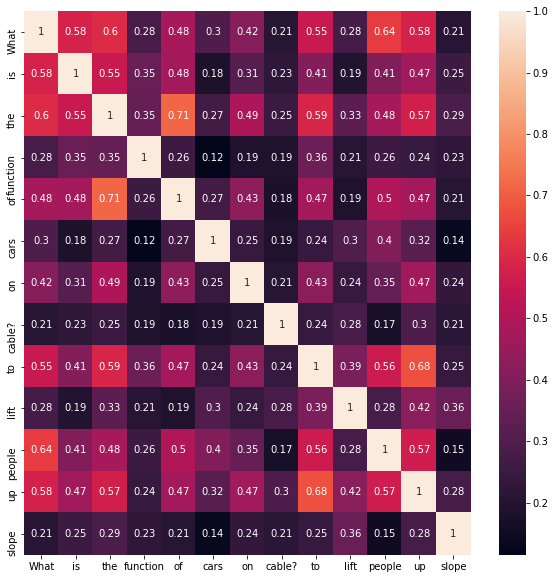 What 1 0.58 0.6 0.28 0.48 0.3 0.42 0.21 0.55 0.28 0.64 0.58 0.21
is 0.58 1 0.55 0.35 0.48 0.18 0.31 0.23 0.41 0.19 0.41 0.47 0.25
the 0.6 0.55 1 0.35 0.71 0.27 0.49 0.25 0.59 0.33 0.48 0.57 0.29
function 0.28 0.35 0.35 1 0.26 0.12 0.19 0.19 0.36 0.21 0.26 0.24 0.23
of 0.48 0.48 0.71 0.26 1 0.27 0.43 0.18 0.47 0.19 0.5 0.47 0.21
cars 0.3 0.18 0.27 0.12 0.27 1 0.25 0.19 0.24 0.3 0.4 0.32 0.14
on 0.42 0.31 0.49 0.19 0.43 0.25 1 0.21 0.43 0.24 0.35 0.47 0.24
cable? 0.21 0.23 0.25 0.19 0.18 0.19 0.21 1 0.24 0.28 0.17 0.3 0.21
to 0.55 0.41 0.59 0.36 0.47 0.24 0.43 0.24 1 0.39 0.56 0.68 0.25
lift 0.28 0.19 0.33 0.21 0.19 0.3 0.24 0.28 0.39 1 0.28 0.42 0.36
people 0.64 0.41 0.48 0.26 0.5 0.4 0.35 0.17 0.56 0.28 1 0.57 0.15
up 0.58 0.47 0.57 0.24 0.47 0.32 0.47 0.3 0.68 0.42 0.57 1 0.28
slope 0.21 0.25 0.29 0.23 0.21 0.14 0.24 0.21 0.25 0.36 0.15 0.28 1
What is the function of cars on cable? to lift people up slope
1.0
0.9
0.8
0.7
0.6
0.5
0.4
0.3
0.2